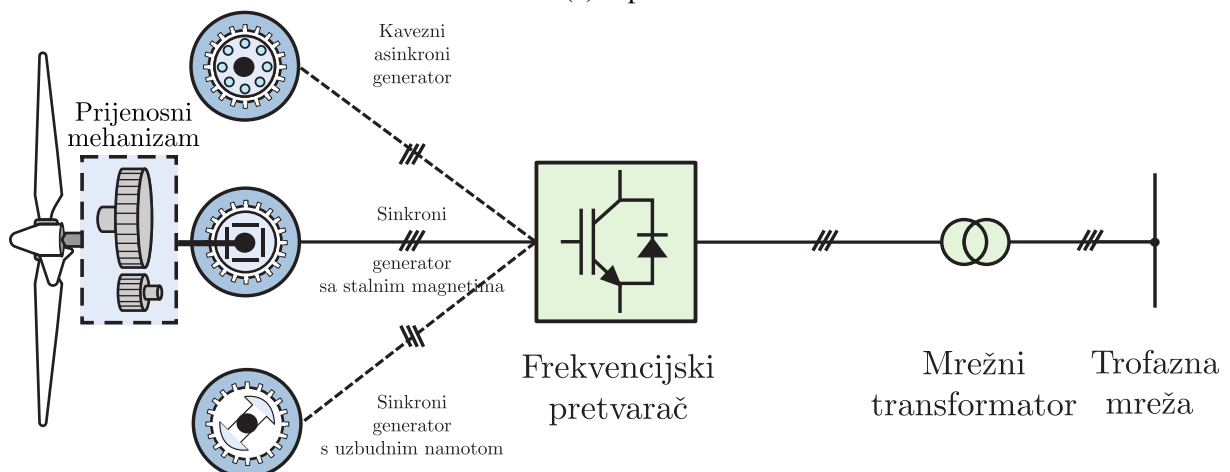 Kavezni
asinkroni
generator
Prijenosni
mehanizam
Sinkroni
generator
sa stalnim magnetima
Frekvencijski
pretvarač
Mrežni
transformator
Trofazna
mreža
Sinkroni
generator
s uzbudnim namotom